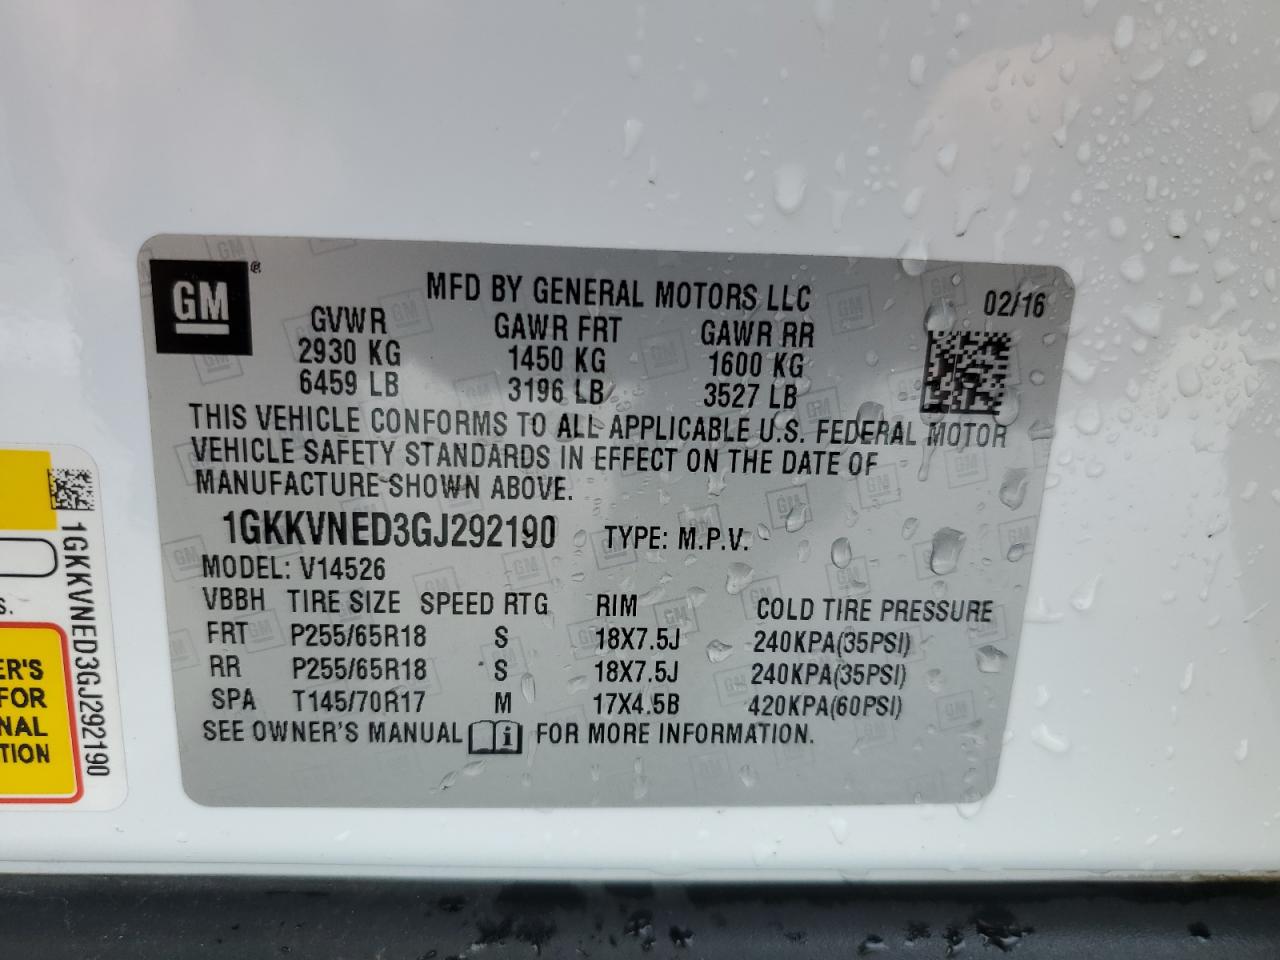 GM
®
MFD BY GENERAL MOTORS LLC
02/16
GVWR GAWR FRT GAWR RR
2930 KG 1450 KG 1600 KG
6459 LB 3196 LB 3527 LB
THIS VEHICLE CONFORMS TO ALL APPLICABLE U.S. FEDERAL MOTOR
VEHICLE SAFETY STANDARDS IN EFFECT ON THE DATE OF
MANUFACTURE SHOWN ABOVE.
1GKKVNED3GJ292190 TYPE: M.P.V.
MODEL: V14526
VBBH TIRE SIZE SPEED RTG RIM COLD TIRE PRESSURE
FRT P255/65R18 S 18X7.5J 240KPA(35PSI)
RR P255/65R18 S 18X7.5J 240KPA(35PSI)
SPA T145/70R17 M 17X4.5B 420KPA(60PSI)
SEE OWNER'S MANUAL i FOR MORE INFORMATION.
1GKKVNED3GJ292190
S.
ER'S
FOR
NAL
TION